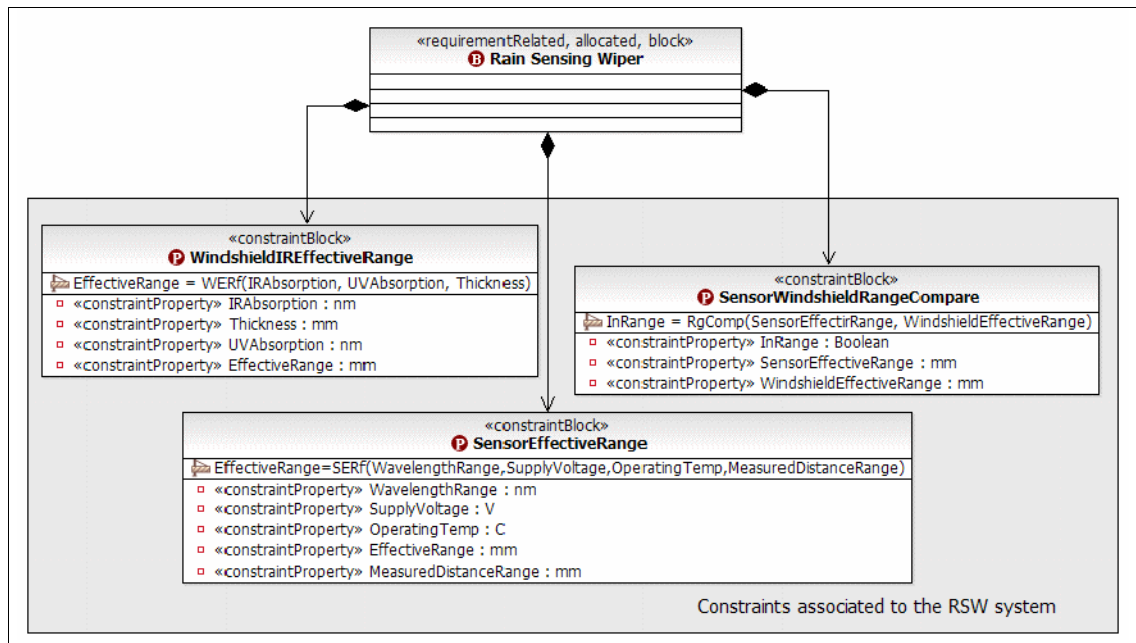 «requirementRelated, allocated, block»
B Rain Sensing Wiper
«constraintBlock»
P WindshieldIREffectiveRange
EffectiveRange = WERf(IRAbsorption, UVAbsorption, Thickness)
«constraintProperty» IRAbsorption : nm
«constraintProperty» Thickness : mm
«constraintProperty» UVAbsorption : nm
«constraintProperty» EffectiveRange : mm
«constraintBlock»
P SensorWindshieldRangeCompare
InRange = RgComp(SensorEffectirRange, WindshieldEffectiveRange)
«constraintProperty» InRange : Boolean
«constraintProperty» SensorEffectiveRange : mm
«constraintProperty» WindshieldEffectiveRange : mm
«constraintBlock»
P SensorEffectiveRange
EffectiveRange=SERf(WavelengthRange,SupplyVoltage,OperatingTemp,MeasuredDistanceRange)
«constraintProperty» WavelengthRange : nm
«constraintProperty» SupplyVoltage : V
«constraintProperty» OperatingTemp : C
«constraintProperty» EffectiveRange : mm
«constraintProperty» MeasuredDistanceRange : mm
Constraints associated to the RSW system